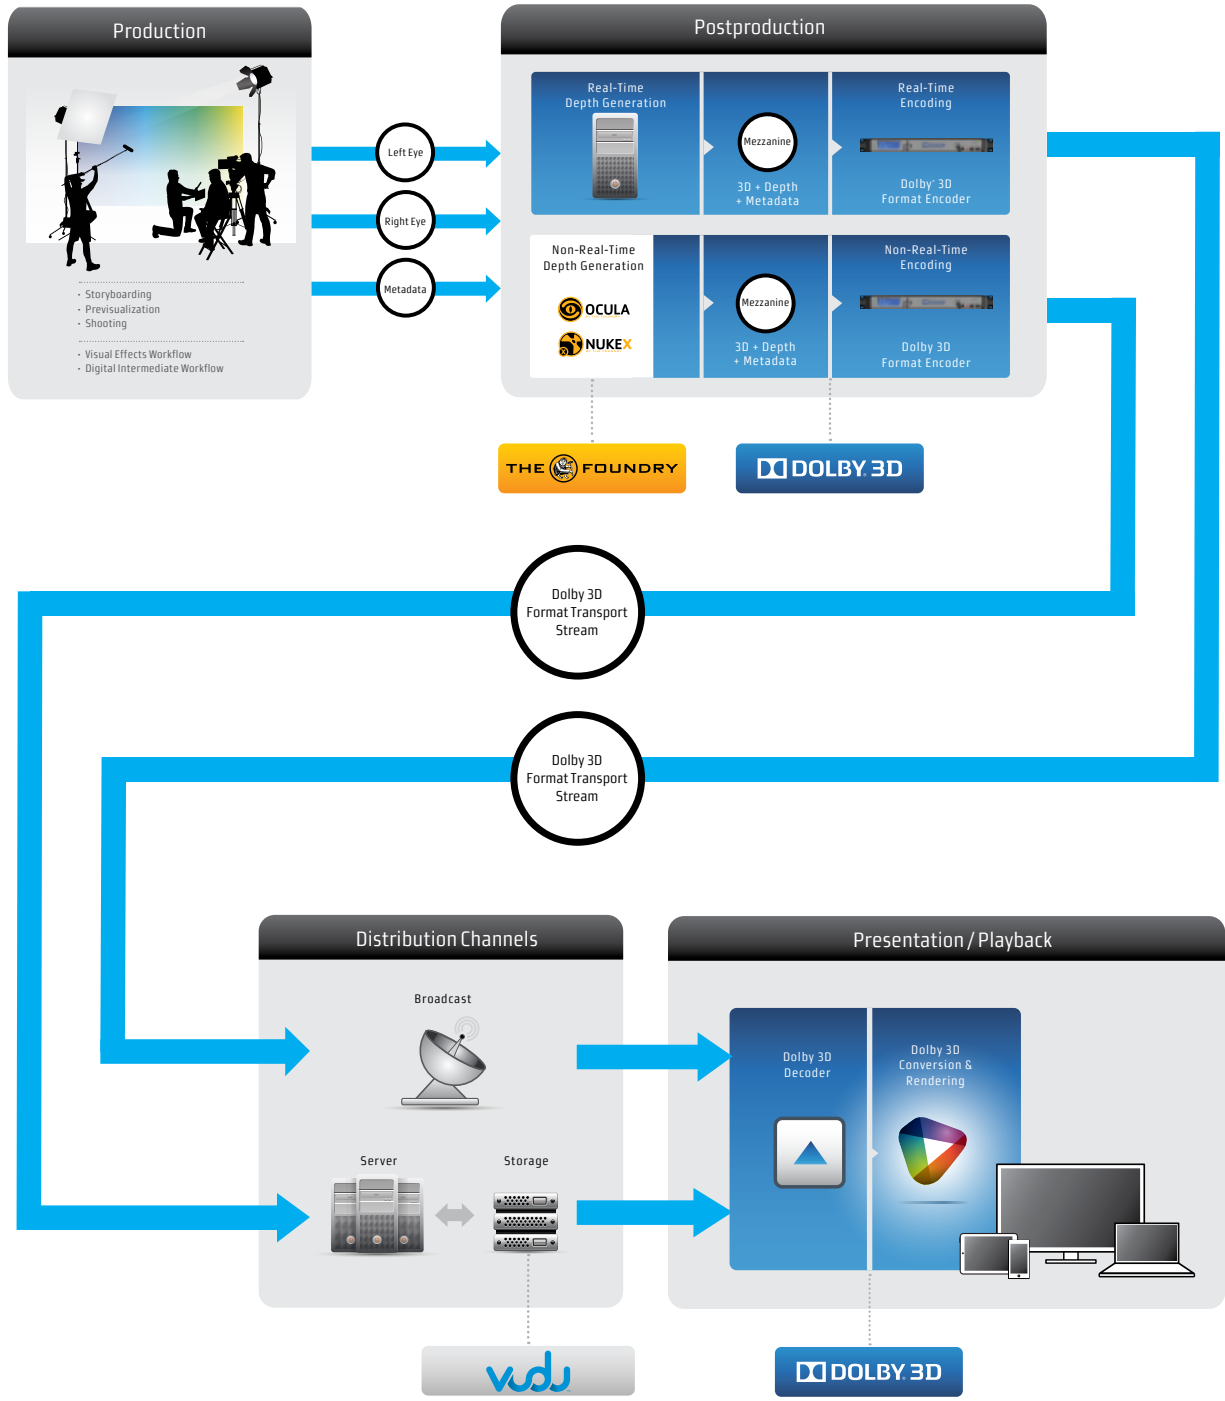 Production
Storyboarding
Previsualization
Shooting
Visual Effects Workflow
Digital Intermediate Workflow
Left Eye
Right Eye
Metadata
Postproduction
Real-Time
Depth Generation
Mezzanine
3D + Depth
+ Metadata
Real-Time
Encoding
Dolby® 3D
Format Encoder
Non-Real-Time
Depth Generation
OCULA
NUKEX
Mezzanine
3D + Depth
+ Metadata
Non-Real-Time
Encoding
Dolby 3D
Format Encoder
THE FOUNDRY
DOLBY 3D
Dolby 3D
Format Transport
Stream
Dolby 3D
Format Transport
Stream
Distribution Channels
Broadcast
Server
Storage
vudu
Presentation / Playback
Dolby 3D
Decoder
Dolby 3D
Conversion &
Rendering
DOLBY 3D